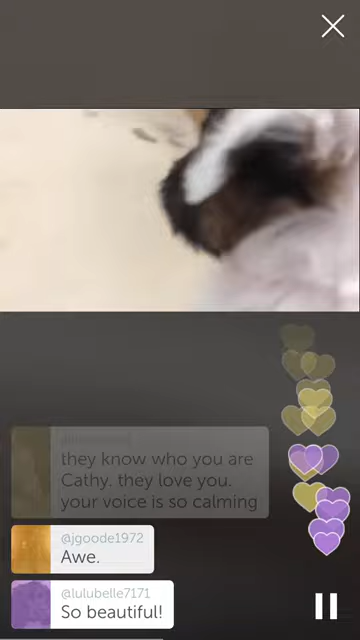 they know who you are
Cathy. they love you.
your voice is so calming
@jgoode1972
Awe.
@lulubelle7171
So beautiful!